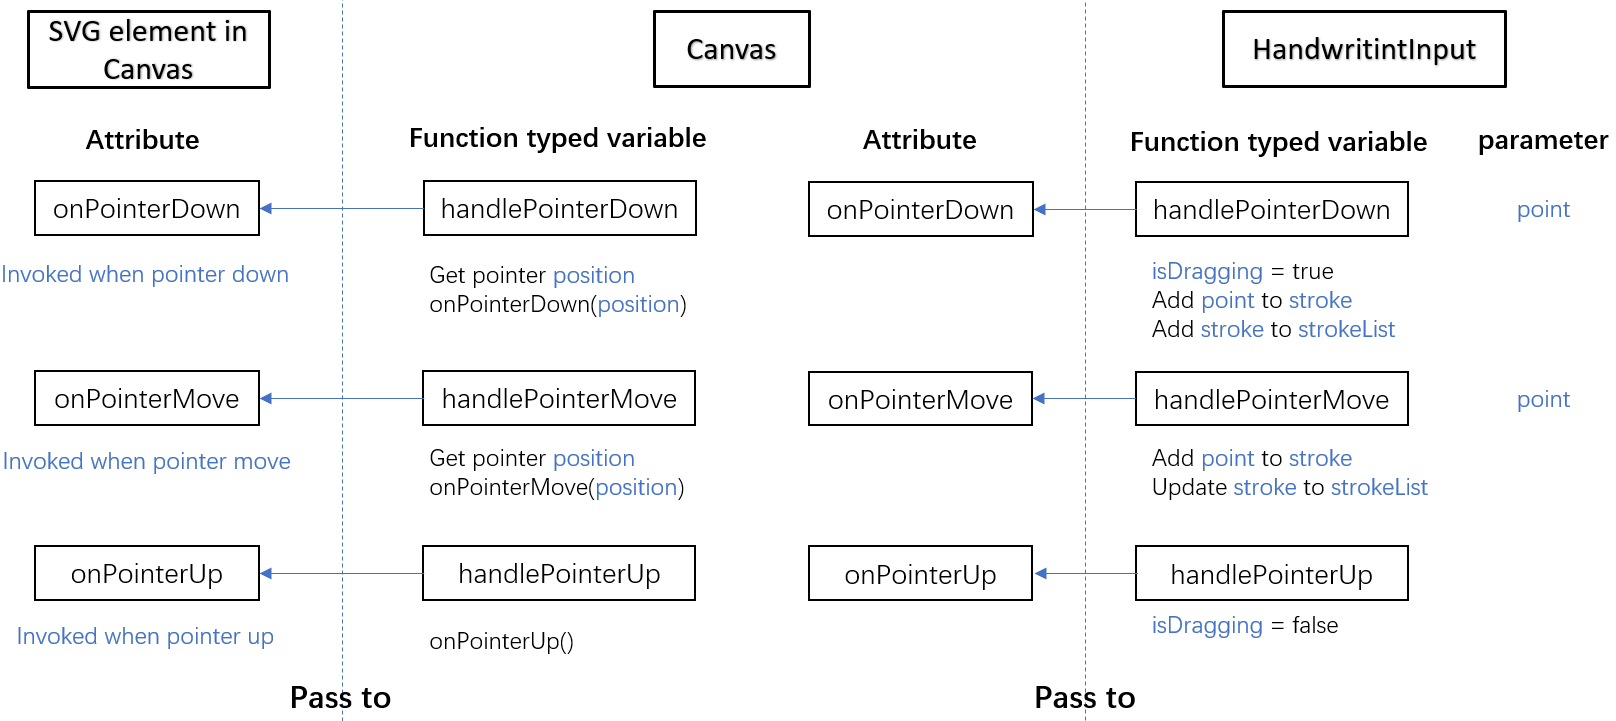 SVG element in
Canvas
Canvas
HandwritintInput
Attribute
Function typed variable
Attribute
Function typed variable
parameter
onPointerDown
handlePointerDown
onPointerDown
handlePointerDown
point
Invoked when pointer down
Get pointer position
onPointerDown(position)
isDragging = true
Add point to stroke
Add stroke to strokeList
onPointerMove
handlePointerMove
onPointerMove
handlePointerMove
point
Invoked when pointer move
Get pointer position
onPointerMove(position)
Add point to stroke
Update stroke to strokeList
onPointerUp
handlePointerUp
onPointerUp
handlePointerUp
Invoked when pointer up
onPointerUp()
isDragging = false
Pass to
Pass to